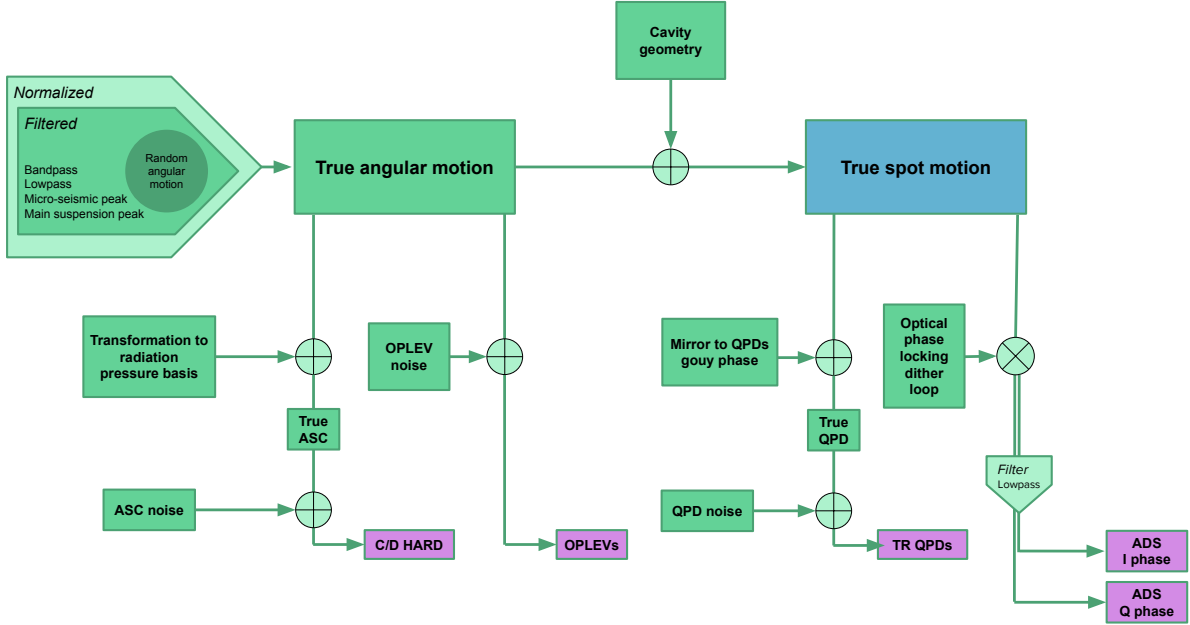 Cavity
geometry
Normalized
Filtered
Random
angular
motion
Bandpass
Lowpass
Micro-seismic peak
Main suspension peak
True angular motion
True spot motion
Transformation to
radiation
pressure basis
OPLEV
noise
Mirror to QPDs
gouy phase
Optical
phase
locking
dither
loop
True
ASC
True
QPD
Filter
Lowpass
ASC noise
QPD noise
C/D HARD
OPLEVs
TR QPDs
ADS
I phase
ADS
Q phase